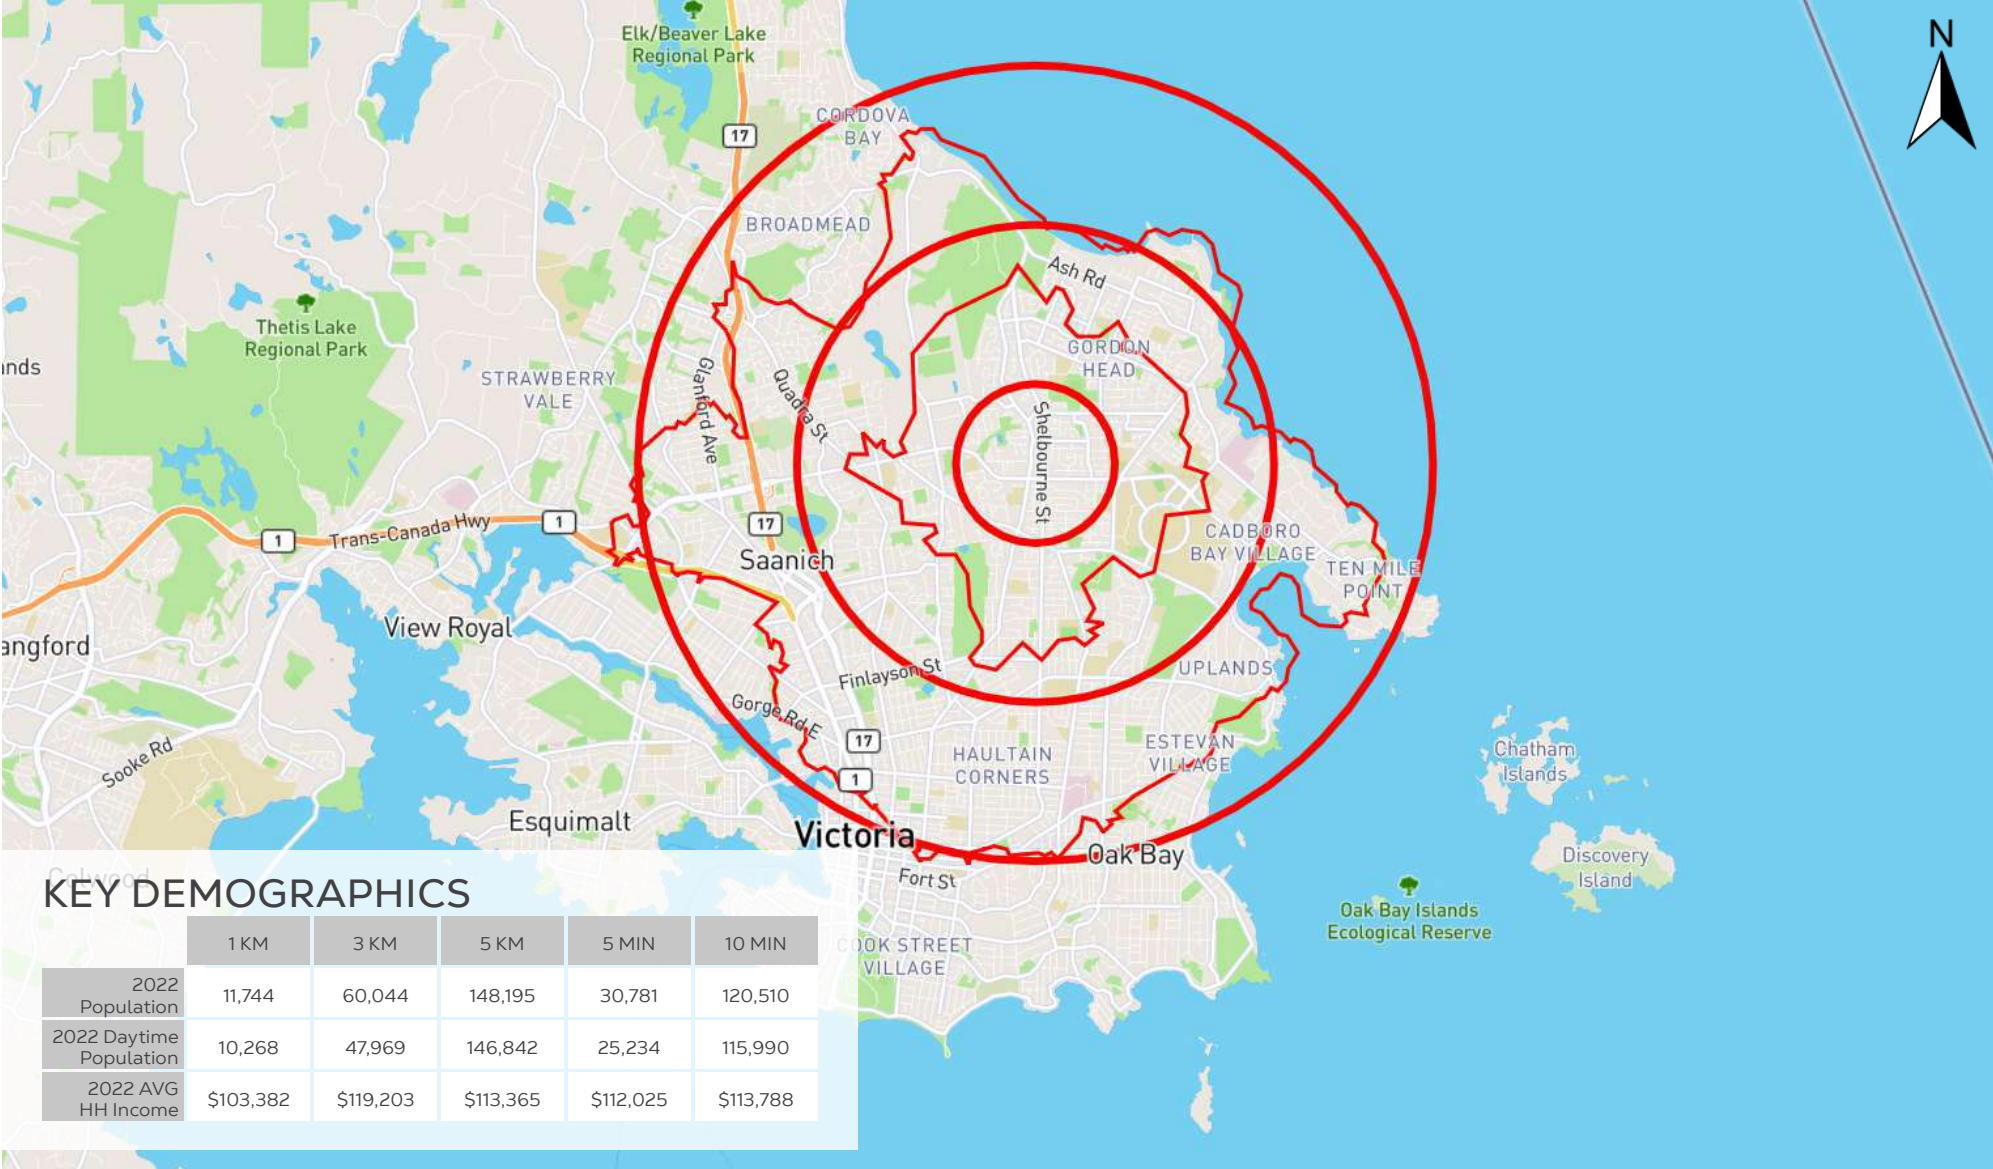 N
Elk/Beaver Lake
Regional Park
17
CORDOVA
BAY
BROADMEAD
Ash Rd
Thetis Lake
Regional Park
ands
STRAWBERRY
VALE
Glanford Ave
Quadra St
GORDON
HEAD
Shelbourne St
1
Trans-Canada Hwy
1
17
Saanich
CADBORO
BAY VILLAGE
TEN MILE
POINT
View Royal
angford
Finlayson St
UPLANDS
Gorge Rd E
17
Sooke Rd
HAULTAIN
CORNERS
ESTEVAN
VILLAGE
Chatham
Islands
1
Esquimalt
Victoria
Oak Bay
Discovery
Island
Fort St
Oak Bay Islands
Ecological Reserve
COOK STREET
VILLAGE
Colwood
KEY DEMOGRAPHICS
1 KM 3 KM 5 KM 5 MIN 10 MIN
2022
Population 11,744 60,044 148,195 30,781 120,510
2022 Daytime
Population 10,268 47,969 146,842 25,234 115,990
2022 AVG
HH Income $103,382 $119,203 $113,365 $112,025 $113,788